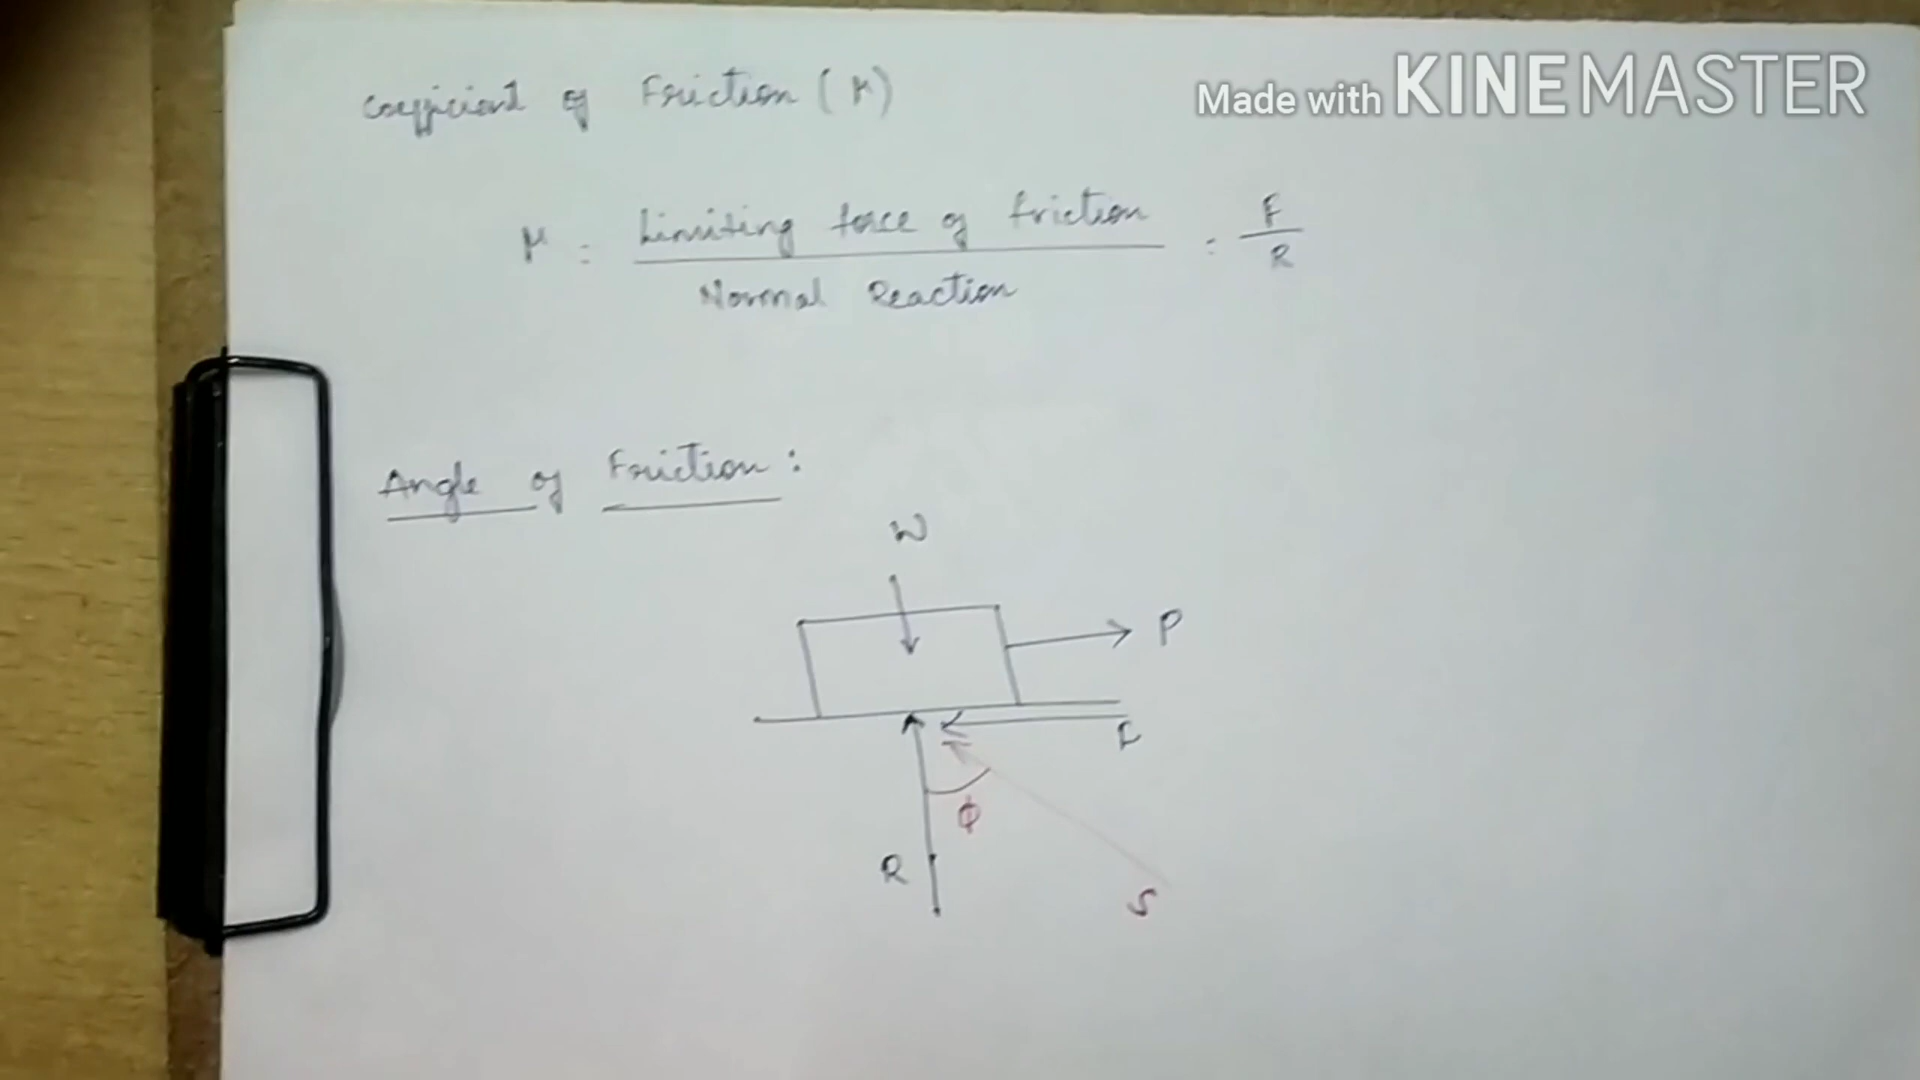 Coefficient of Friction (μ)
Made with KINEMASTER
μ = Limiting force of friction / Normal Reaction = F / R
Angle of Friction :
W
P
F
φ
R
S